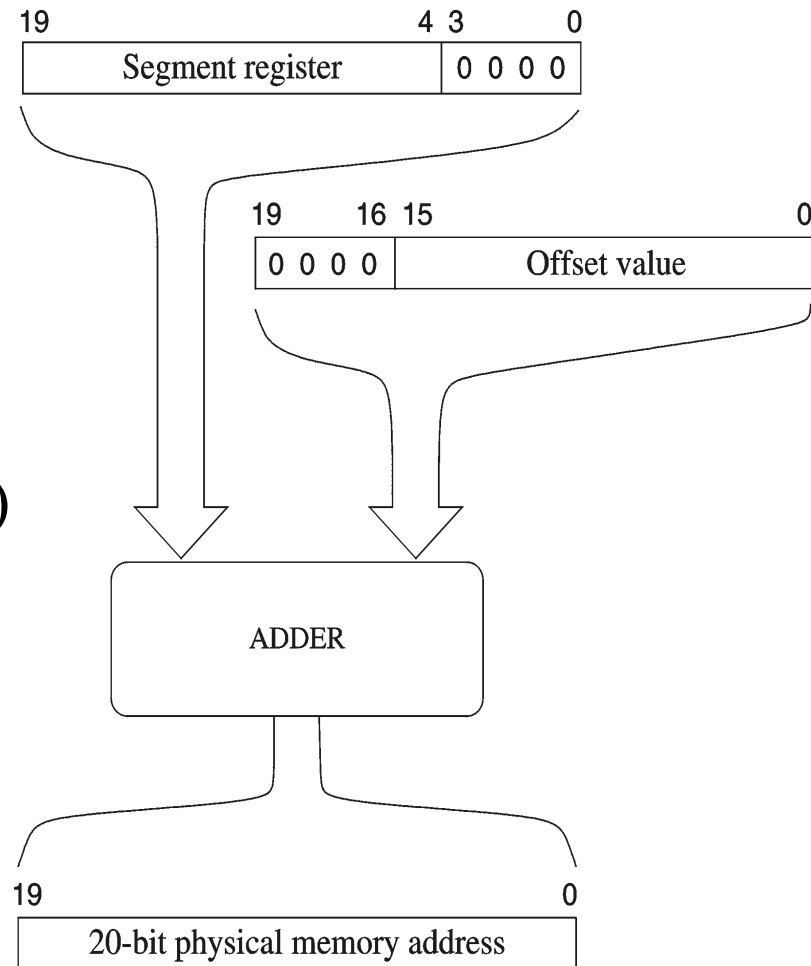 19 4 3 0
Segment register 0 0 0 0
19 16 15 0
0 0 0 0 Offset value
)
ADDER
19 0
20-bit physical memory address